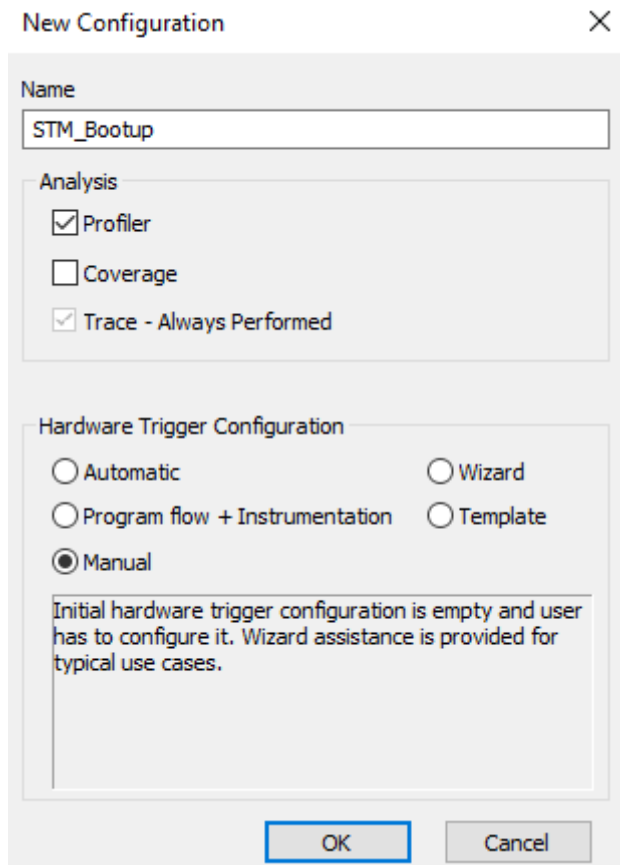 New Configuration
Name
STM_Bootup
Analysis
Profiler
Coverage
Trace - Always Performed
Hardware Trigger Configuration
Automatic
Wizard
Program flow + Instrumentation
Template
Manual
Initial hardware trigger configuration is empty and user
has to configure it. Wizard assistance is provided for
typical use cases.
OK
Cancel